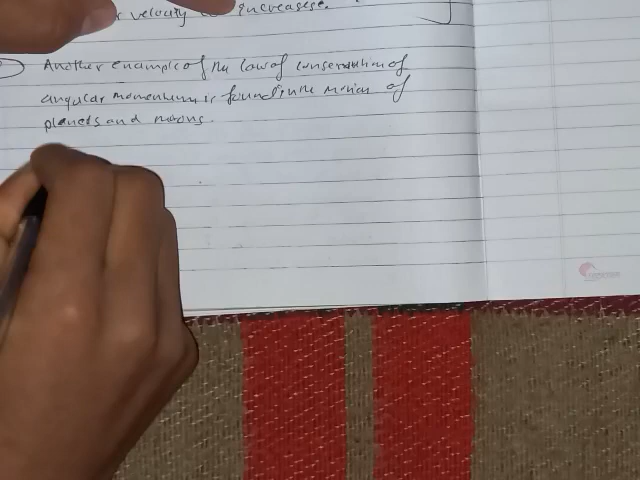 velocity increases.
Another example of the law of conservation of
angular momentum is found in the motion of
planets and moons.